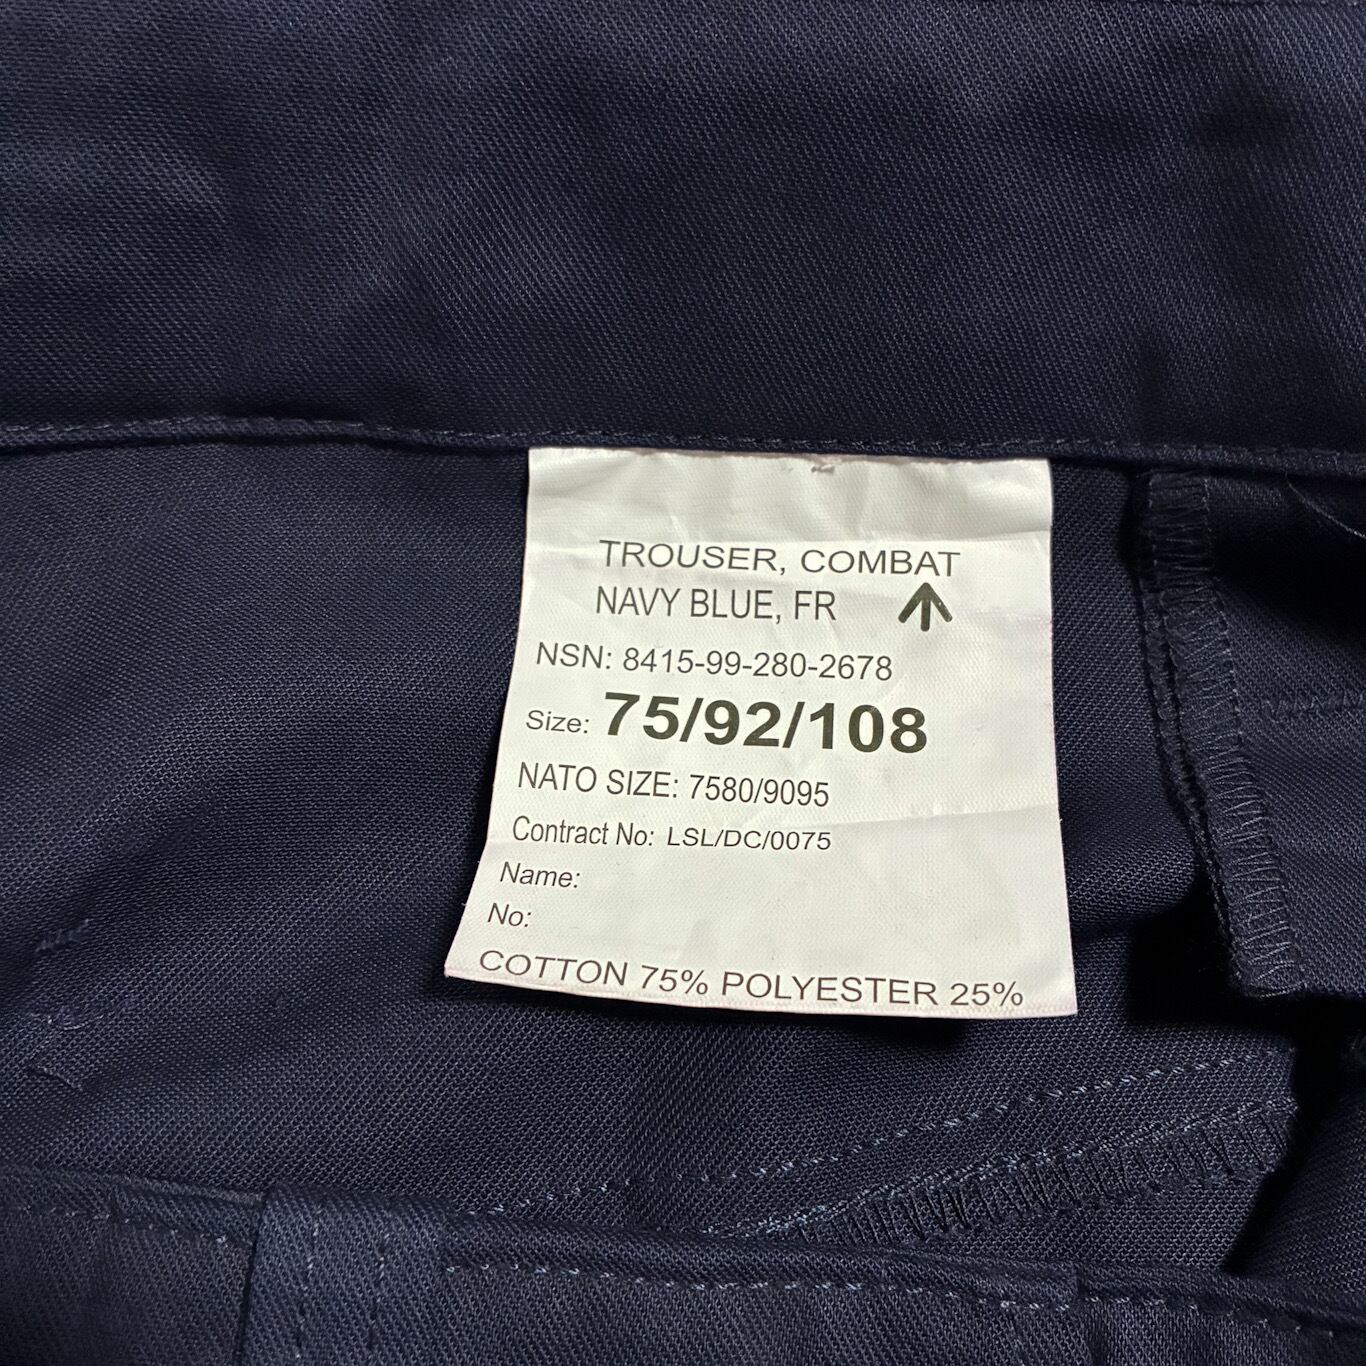 TROUSER, COMBAT
NAVY BLUE, FR
NSN: 8415-99-280-2678
Size: 75/92/108
NATO SIZE: 7580/9095
Contract No: LSL/DC/0075
Name:
No:
COTTON 75% POLYESTER 25%